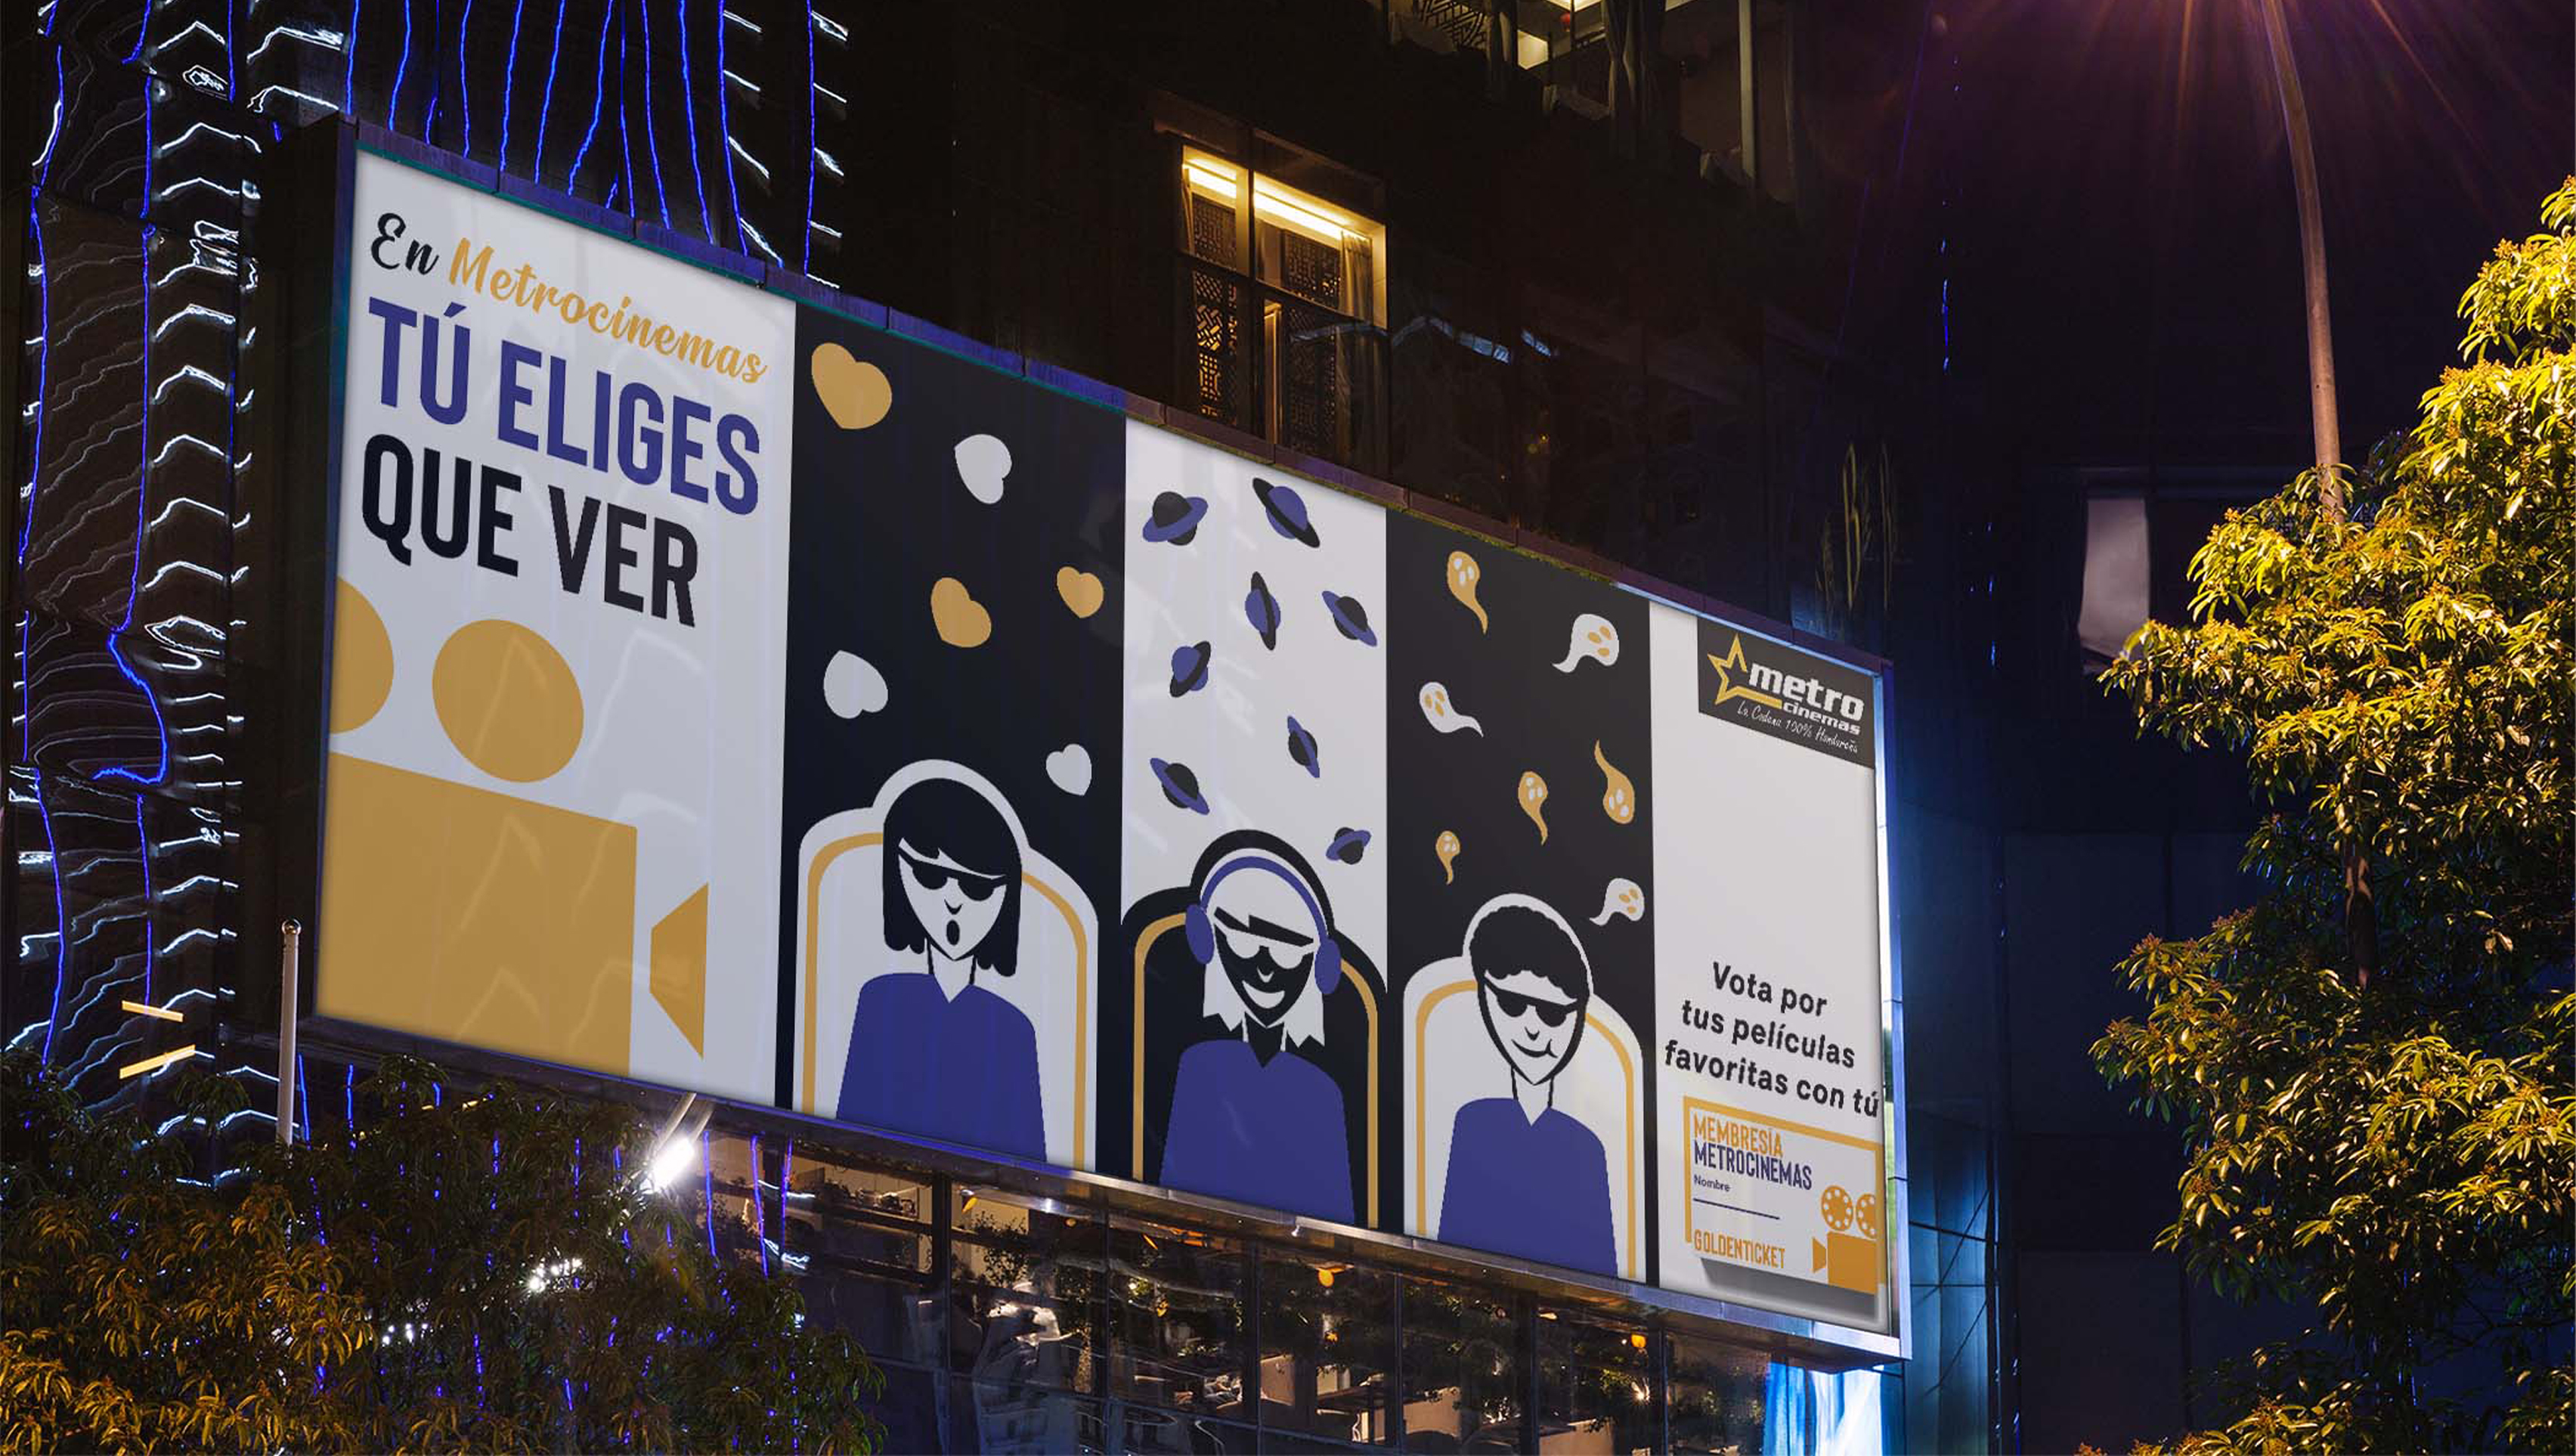 En Metrocinemas
TÚ ELIGES
QUE VER
metro
cinemas
La Cadena 100% Hondureña
Vota por
tus películas
favoritas con tú
MEMBRESÍA
METROCINEMAS
Nombre
GOLDENTICKET